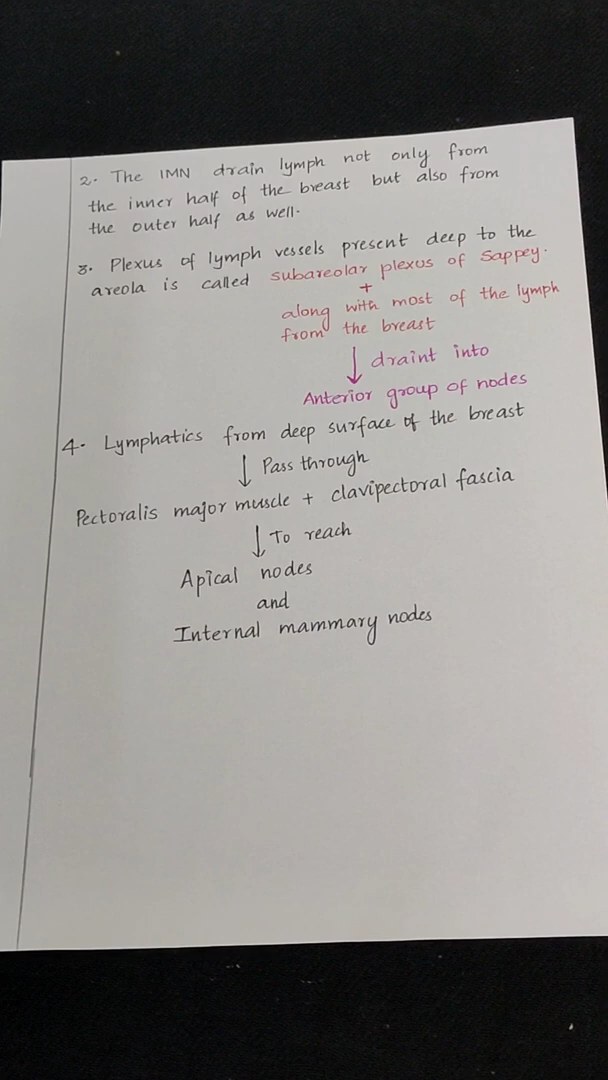 2. The IMN drain lymph not only from
the inner half of the breast but also from
the outer half as well.
3. Plexus of lymph vessels present deep to the
areola is called subareolar plexus of Sappey.
+
along with most of the lymph
from the breast
↓ draint into
Anterior group of nodes
4. Lymphatics from deep surface of the breast
↓ Pass through
Pectoralis major muscle + clavipectoral fascia
↓ To reach
Apical nodes
and
Internal mammary nodes